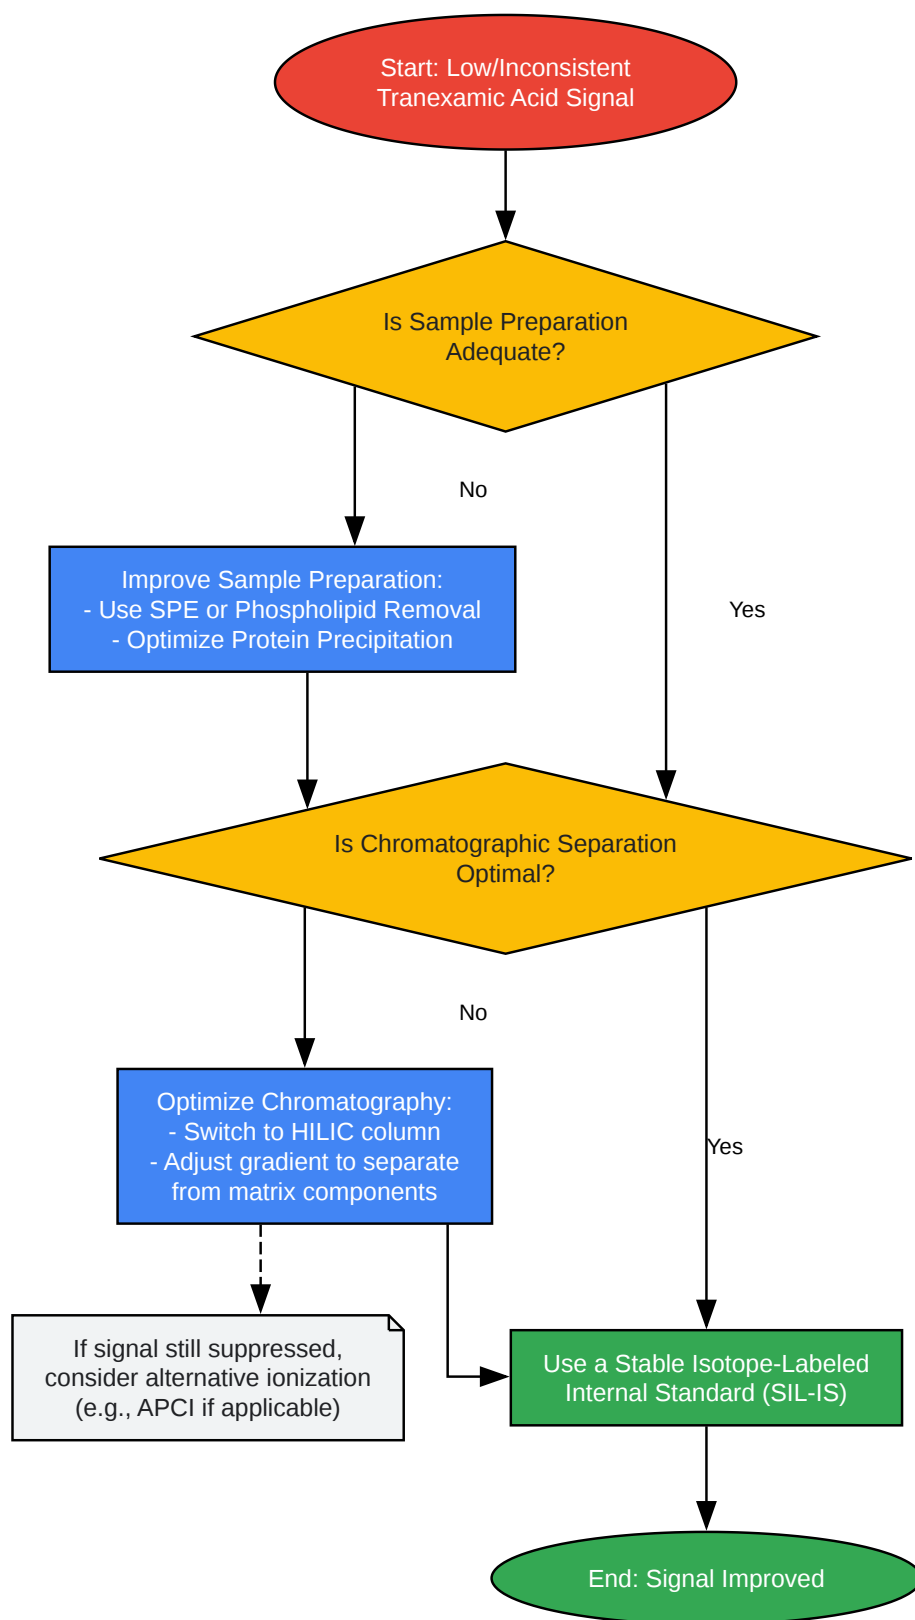 Start: Low/Inconsistent
Tranexamic Acid Signal
Is Sample Preparation
Adequate?
No
Improve Sample Preparation:
- Use SPE or Phospholipid Removal
- Optimize Protein Precipitation
Yes
Is Chromatographic Separation
Optimal?
No
Optimize Chromatography:
- Switch to HILIC column
- Adjust gradient to separate
from matrix components
Yes
If signal still suppressed,
consider alternative ionization
(e.g., APCI if applicable)
Use a Stable Isotope-Labeled
Internal Standard (SIL-IS)
End: Signal Improved